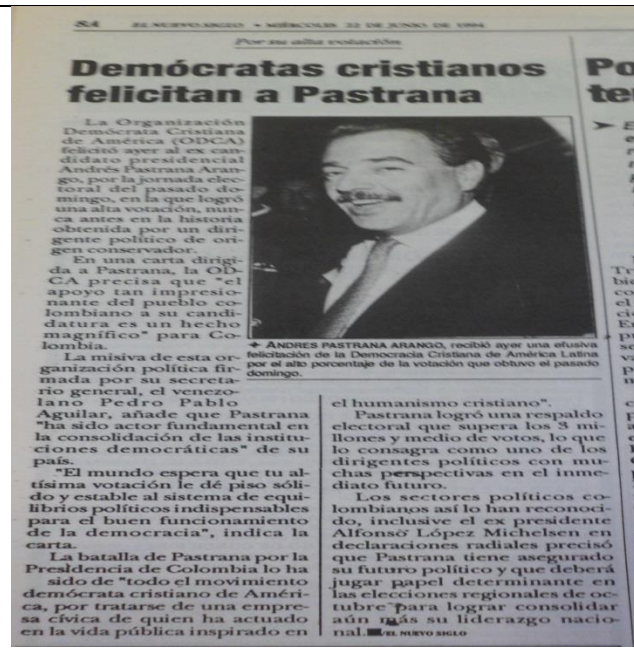 8A EL NUEVO SIGLO ✦ MIÉRCOLES 22 DE JUNIO DE 1994
Por su alta votación
Demócratas cristianos
felicitan a Pastrana
La Organización
Demócrata Cristiana
de América (ODCA)
felicitó ayer al ex can-
didato presidencial
Andrés Pastrana Aran-
go, por la jornada elec-
toral del pasado do-
mingo, en la que logró
una alta votación, nun-
ca antes en la historia
obtenida por un diri-
gente político de ori-
gen conservador.
En una carta dirigi-
da a Pastrana, la OD-
CA precisa que "el
apoyo tan impresio-
nante del pueblo co-
lombiano a su candi-
datura es un hecho
magnífico" para Co-
lombia.
La misiva de esta or-
ganización política fir-
mada por su secreta-
rio general, el venezo-
lano Pedro Pablo
Aguilar, añade que Pastrana
"ha sido actor fundamental en
la consolidación de las institu-
ciones democráticas" de su
país.
"El mundo espera que tu al-
tísima votación le dé piso sóli-
do y estable al sistema de equi-
librios políticos indispensables
para el buen funcionamiento
de la democracia", indica la
carta.
La batalla de Pastrana por la
Presidencia de Colombia lo ha
sido de "todo el movimiento
demócrata cristiano de Améri-
ca, por tratarse de una empre-
sa cívica de quien ha actuado
en la vida pública inspirado en
✦ ANDRES PASTRANA ARANGO, recibió ayer una efusiva
felicitación de la Democracia Cristiana de América Latina
por el alto porcentaje de la votación que obtuvo el pasado
domingo.
el humanismo cristiano".
Pastrana logró una respaldo
electoral que supera los 3 mi-
llones y medio de votos, lo que
lo consagra como uno de los
dirigentes políticos con mu-
chas perspectivas en el inme-
diato futuro.
Los sectores políticos co-
lombianos así lo han reconoci-
do, inclusive el ex presidente
Alfonso López Michelsen en
declaraciones radiales precisó
que Pastrana tiene asegurado
su futuro político y que deberá
jugar papel determinante en
las elecciones regionales de oc-
tubre para lograr consolidar
aún más su liderazgo nacio-
nal. ■/EL NUEVO SIGLO
Po
te